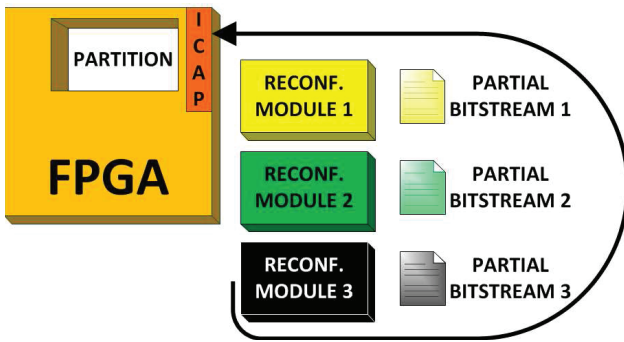 PARTITION
ICAP
FPGA
RECONF.
MODULE 1
PARTIAL
BITSTREAM 1
RECONF.
MODULE 2
PARTIAL
BITSTREAM 2
RECONF.
MODULE 3
PARTIAL
BITSTREAM 3